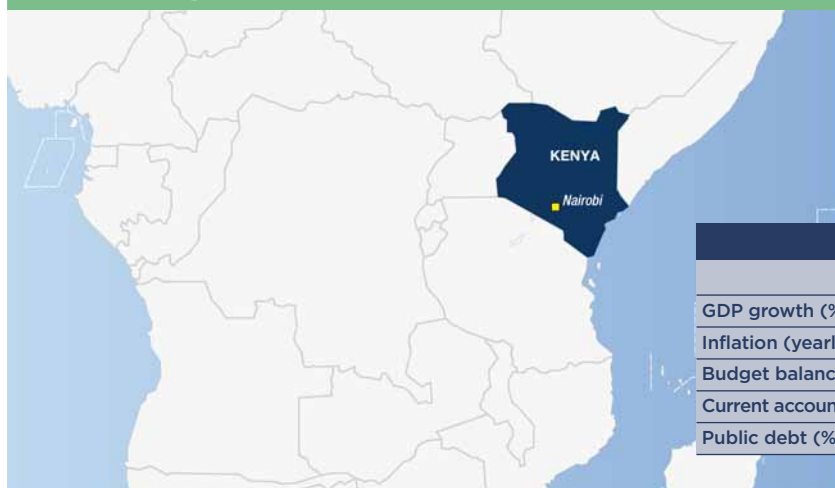 KENYA
Nairobi
GDP growth (%
Inflation (yearl
Budget balanc
Current accoun
Public debt (%